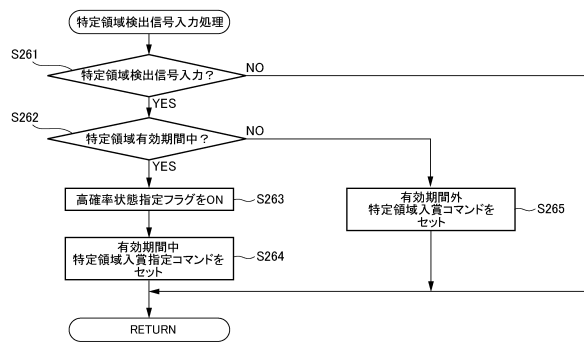 特定領域検出信号入力処理
S261
特定領域検出信号入力？
NO
YES
S262
特定領域有効期間中？
NO
YES
高確率状態指定フラグをON
S263
有効期間外
特定領域入賞コマンドを
セット
S265
有効期間中
特定領域入賞指定コマンドを
セット
S264
RETURN